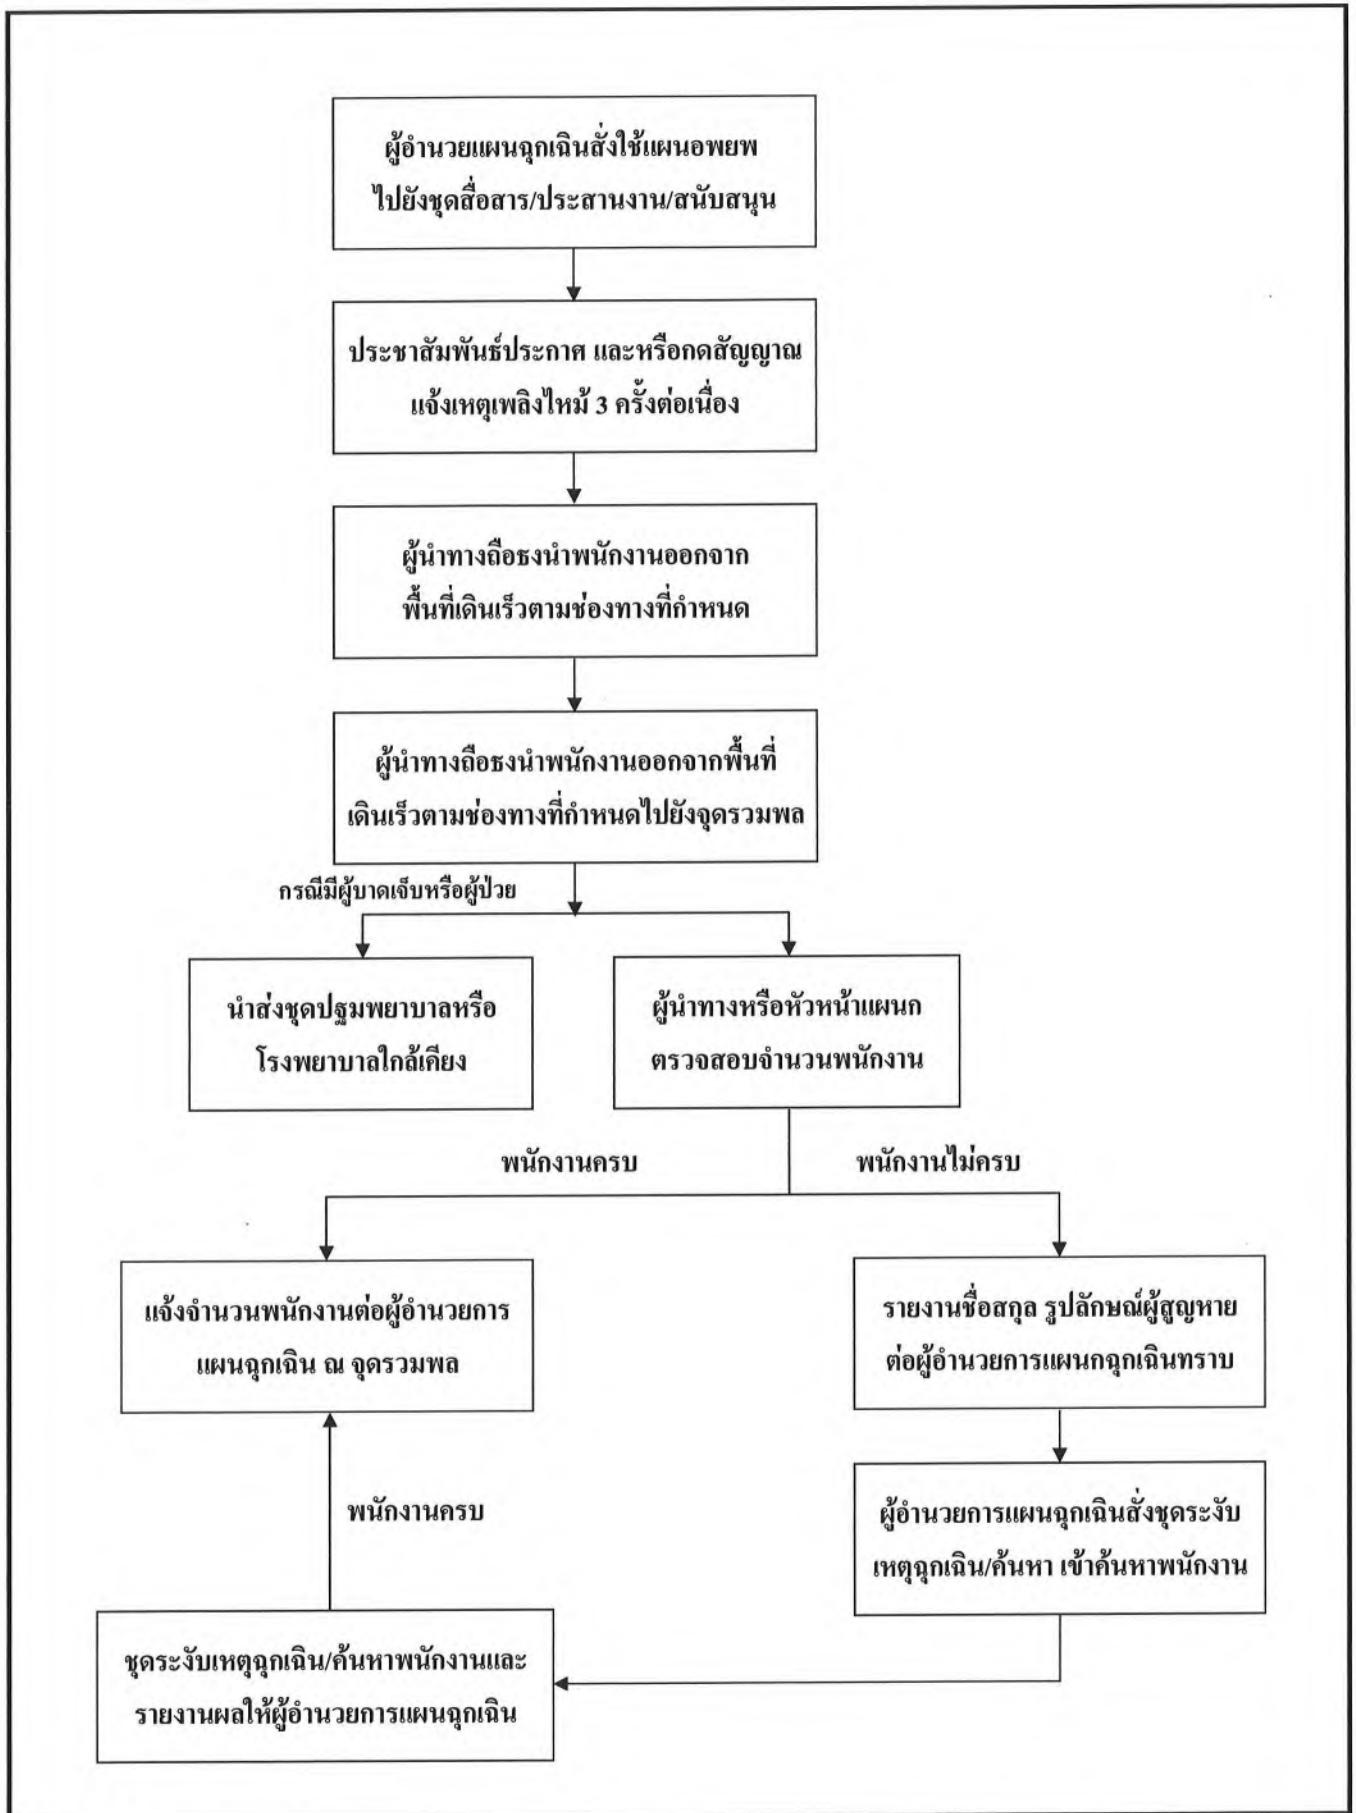 ผู้อำนวยแผนฉุกเฉินสั่งใช้แผนอพยพ
ไปยังชุดสื่อสาร/ประสานงาน/สนับสนุน
ประชาสัมพันธ์ประกาศ และหรือกดสัญญาณ
แจ้งเหตุเพลิงไหม้ 3 ครั้งต่อเนื่อง
ผู้นำทางถือธงนำพนักงานออกจาก
พื้นที่เดินเร็วตามช่องทางที่กำหนด
ผู้นำทางถือธงนำพนักงานออกจากพื้นที่
เดินเร็วตามช่องทางที่กำหนดไปยังจุดรวมพล
กรณีมีผู้บาดเจ็บหรือผู้ป่วย
นำส่งชุดปฐมพยาบาลหรือ
โรงพยาบาลใกล้เคียง
ผู้นำทางหรือหัวหน้าแผนก
ตรวจสอบจำนวนพนักงาน
พนักงานครบ
พนักงานไม่ครบ
แจ้งจำนวนพนักงานต่อผู้อำนวยการ
แผนฉุกเฉิน ณ จุดรวมพล
รายงานชื่อสกุล รูปลักษณ์ผู้สูญหาย
ต่อผู้อำนวยการแผนกฉุกเฉินทราบ
พนักงานครบ
ผู้อำนวยการแผนฉุกเฉินสั่งชุดระงับ
เหตุฉุกเฉิน/ค้นหา เข้าค้นหาพนักงาน
ชุดระงับเหตุฉุกเฉิน/ค้นหาพนักงานและ
รายงานผลให้ผู้อำนวยการแผนฉุกเฉิน